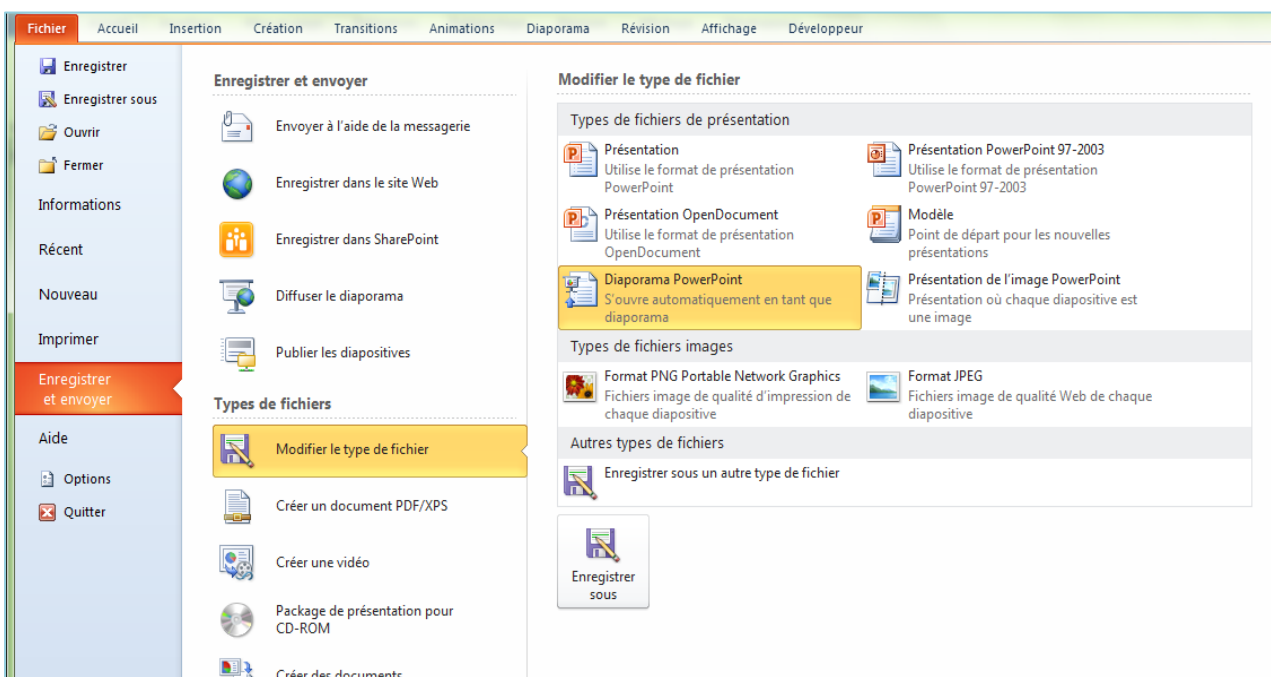 Fichier Accueil Insertion Création Transitions Animations Diaporama Révision Affichage Développeur
Enregistrer
Enregistrer sous
Ouvrir
Fermer
Informations
Récent
Nouveau
Imprimer
Enregistrer
et envoyer
Aide
Options
Quitter
Enregistrer et envoyer
Envoyer à l'aide de la messagerie
Enregistrer dans le site Web
Enregistrer dans SharePoint
Diffuser le diaporama
Publier les diapositives
Types de fichiers
Modifier le type de fichier
Créer un document PDF/XPS
Créer une vidéo
Package de présentation pour
CD-ROM
Créer des documents
Modifier le type de fichier
Types de fichiers de présentation
Présentation
Utilise le format de présentation
PowerPoint
Présentation PowerPoint 97-2003
Utilise le format de présentation
PowerPoint 97-2003
Présentation OpenDocument
Utilise le format de présentation
OpenDocument
Modèle
Point de départ pour les nouvelles
présentations
Diaporama PowerPoint
S'ouvre automatiquement en tant que
diaporama
Présentation de l'image PowerPoint
Présentation où chaque diapositive est
une image
Types de fichiers images
Format PNG Portable Network Graphics
Fichiers image de qualité d'impression de
chaque diapositive
Format JPEG
Fichiers image de qualité Web de chaque
diapositive
Autres types de fichiers
Enregistrer sous un autre type de fichier
Enregistrer
sous